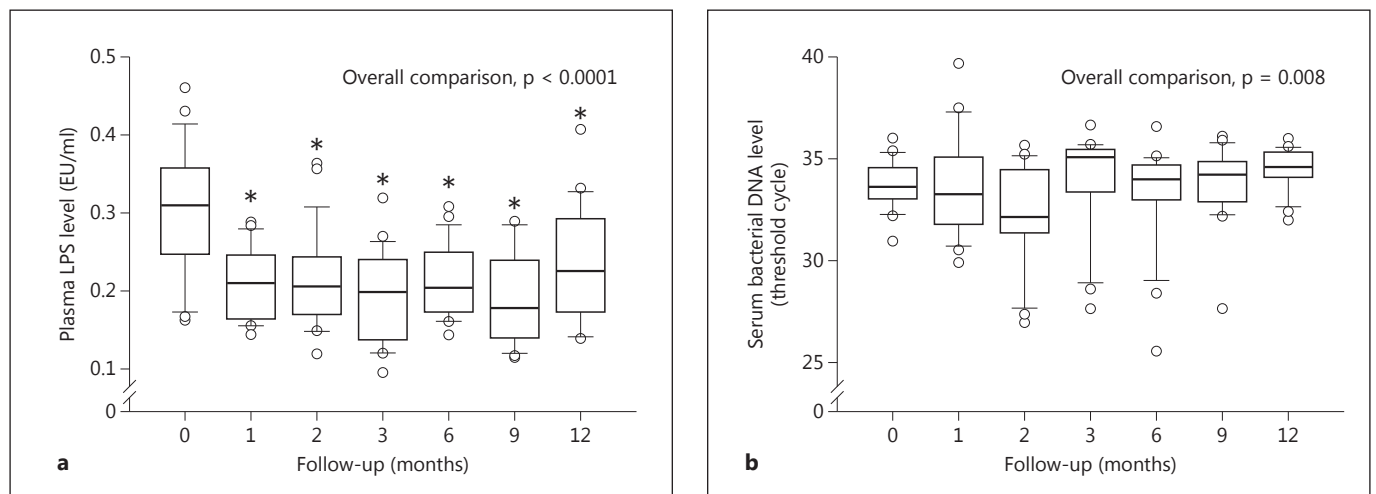 0.5
0.4
0.3
0.2
0.1
0
Plasma LPS level (EU/ml)
Overall comparison, p < 0.0001
*
*
*
*
*
*
0 1 2 3 6 9 12
Follow-up (months)
a
40
35
30
25
0
Serum bacterial DNA level
(threshold cycle)
Overall comparison, p = 0.008
0 1 2 3 6 9 12
Follow-up (months)
b